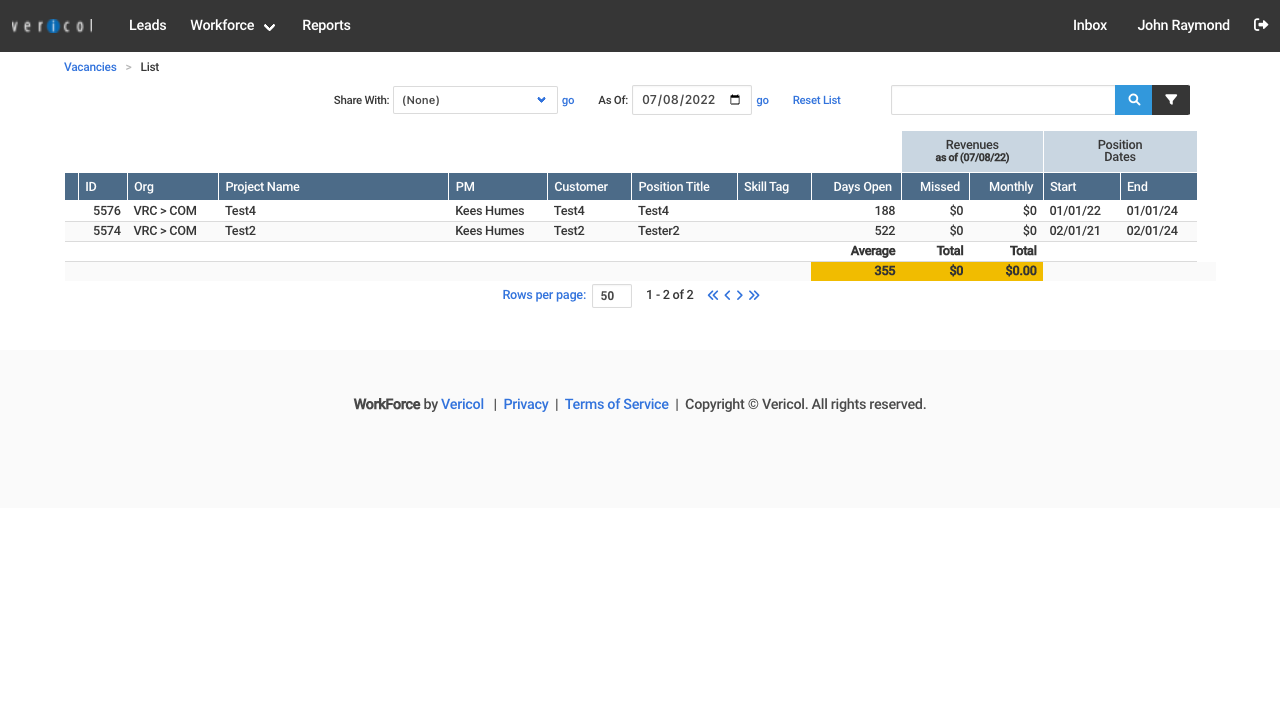 vericol Leads Workforce Reports Inbox John Raymond
Vacancies > List
Share With: (None) go As Of: 07/08/2022 go Reset List
Revenues Position
as of (07/08/22) Dates
ID Org Project Name PM Customer Position Title Skill Tag Days Open Missed Monthly Start End
5576 VRC > COM Test4 Kees Humes Test4 Test4 188 $0 $0 01/01/22 01/01/24
5574 VRC > COM Test2 Kees Humes Test2 Tester2 522 $0 $0 02/01/21 02/01/24
Average Total Total
355 $0 $0.00
Rows per page: 50 1 - 2 of 2
WorkForce by Vericol | Privacy | Terms of Service | Copyright © Vericol. All rights reserved.